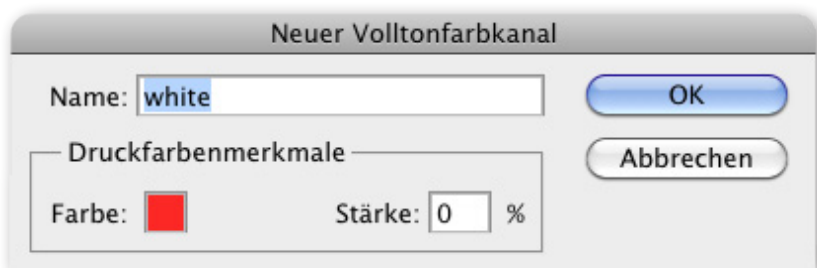 Neuer Volltonfarbkanal
Name: white
OK
Druckfarbenmerkmale
Abbrechen
Farbe: Stärke: 0 %